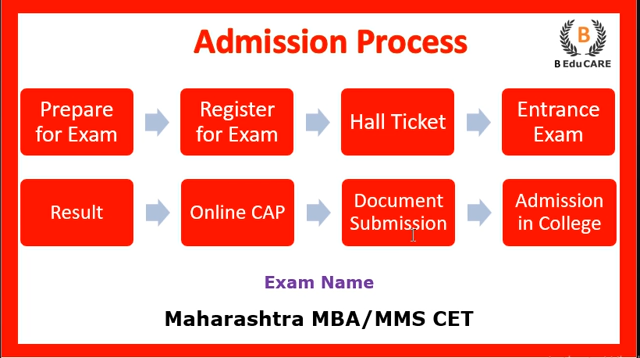 Admission Process
B
B EduCARE
Prepare
for Exam
Register
for Exam
Hall Ticket
Entrance
Exam
Result
Online CAP
Document
Submission
Admission
in College
Exam Name
Maharashtra MBA/MMS CET